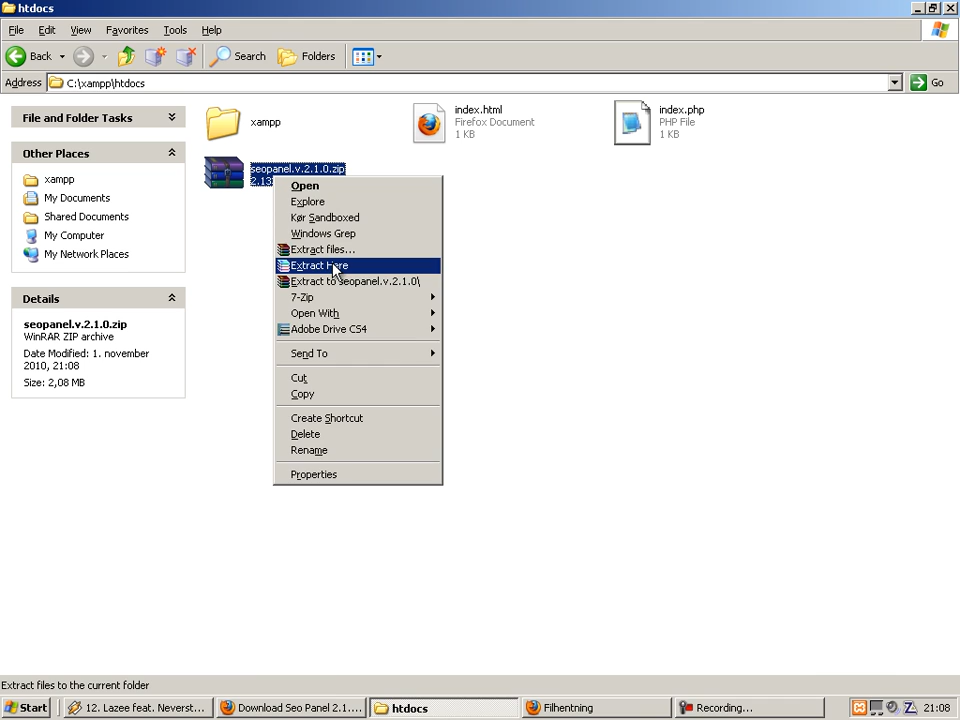 htdocs
File Edit View Favorites Tools Help
Back Search Folders
Address C:\xampp\htdocs Go
File and Folder Tasks
Other Places
xampp
My Documents
Shared Documents
My Computer
My Network Places
Details
seopanel.v.2.1.0.zip
WinRAR ZIP archive
Date Modified: 1. november
2010, 21:08
Size: 2,08 MB
xampp
index.html
Firefox Document
1 KB
index.php
PHP File
1 KB
seopanel.v.2.1.0.zip
Open
Explore
Kør Sandboxed
Windows Grep
Extract files...
Extract Here
Extract to seopanel.v.2.1.0\
7-Zip
Open With
Adobe Drive CS4
Send To
Cut
Copy
Create Shortcut
Delete
Rename
Properties
Extract files to the current folder
Start 12. Lazee feat. Neverst... Download Seo Panel 2.1.... htdocs Filhentning Recording... 21:08